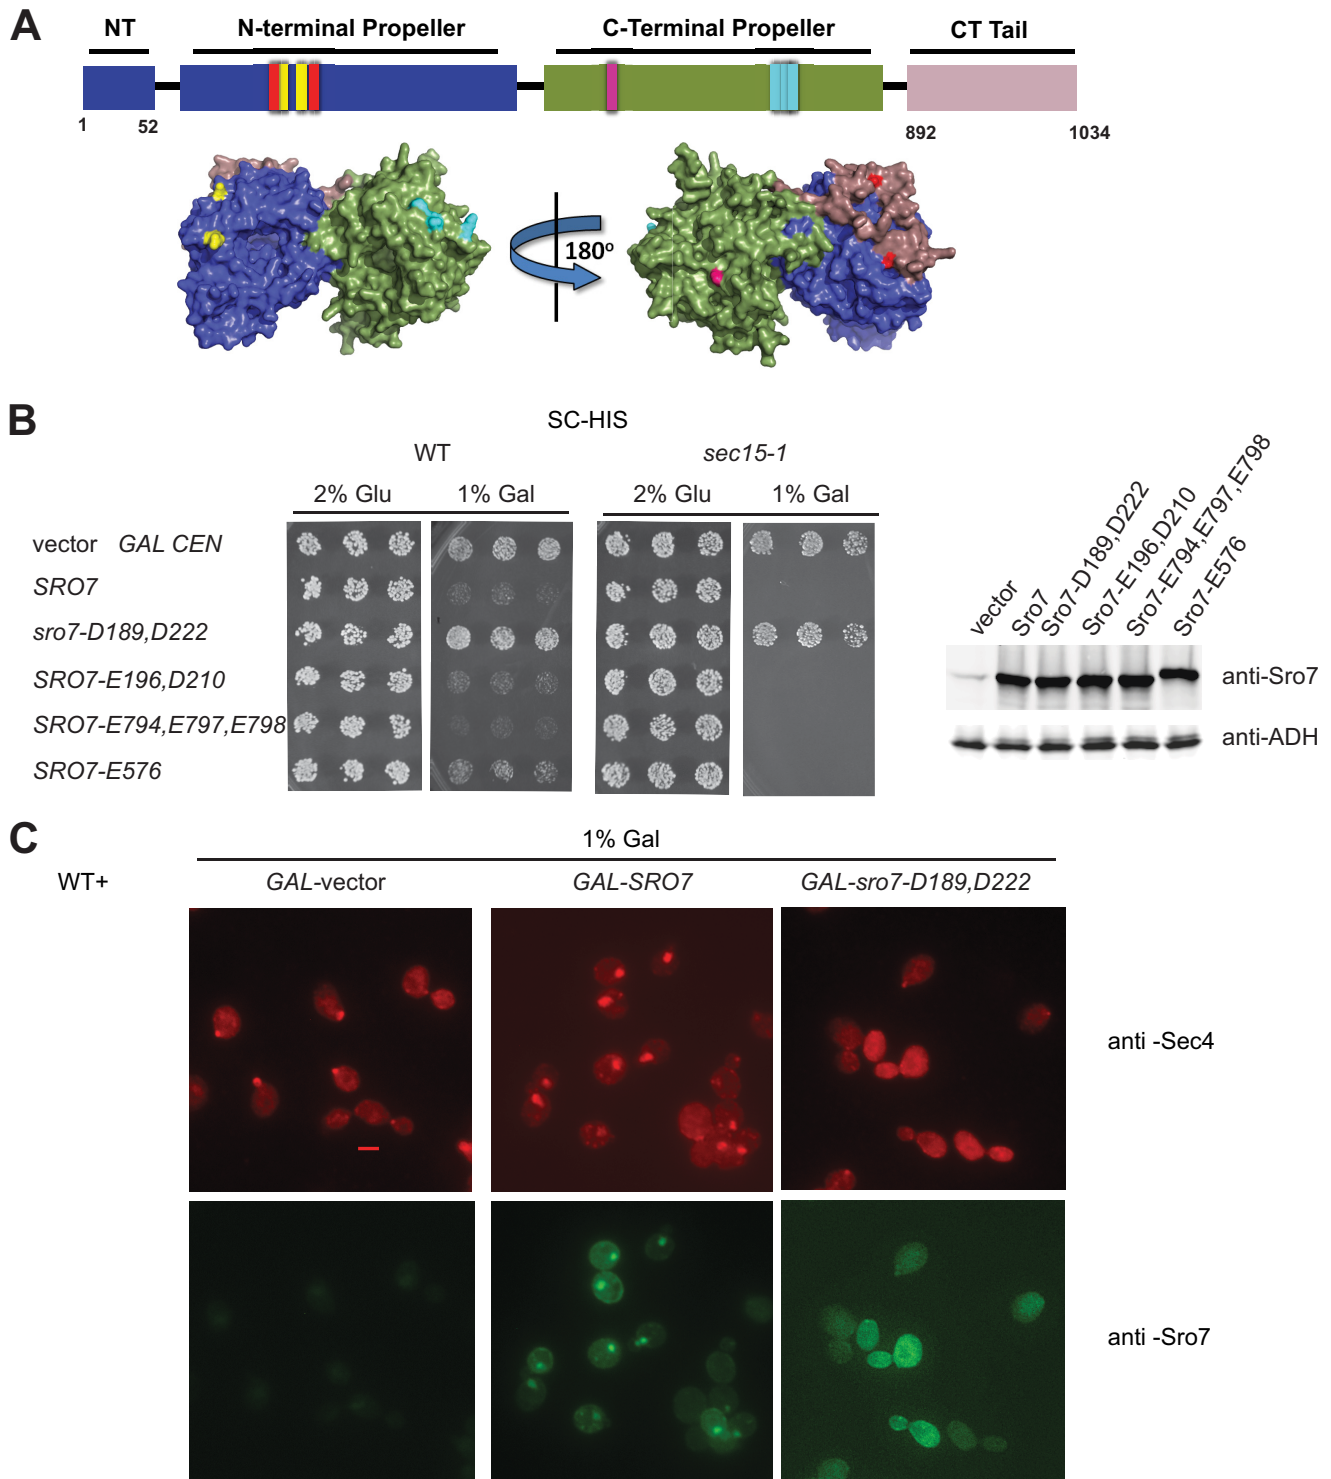 A
NT N-terminal Propeller C-Terminal Propeller CT Tail
1 52 892 1034
180o
B
SC-HIS
WT sec15-1
2% Glu 1% Gal 2% Glu 1% Gal
vector GAL CEN
SRO7
sro7-D189,D222
SRO7-E196,D210
SRO7-E794,E797,E798
SRO7-E576
vector
Sro7
Sro7-D189,D222
Sro7-E196,D210
Sro7-E794,E797,E798
Sro7-E576
anti-Sro7
anti-ADH
C
1% Gal
WT+ GAL-vector GAL-SRO7 GAL-sro7-D189,D222
anti -Sec4
anti -Sro7